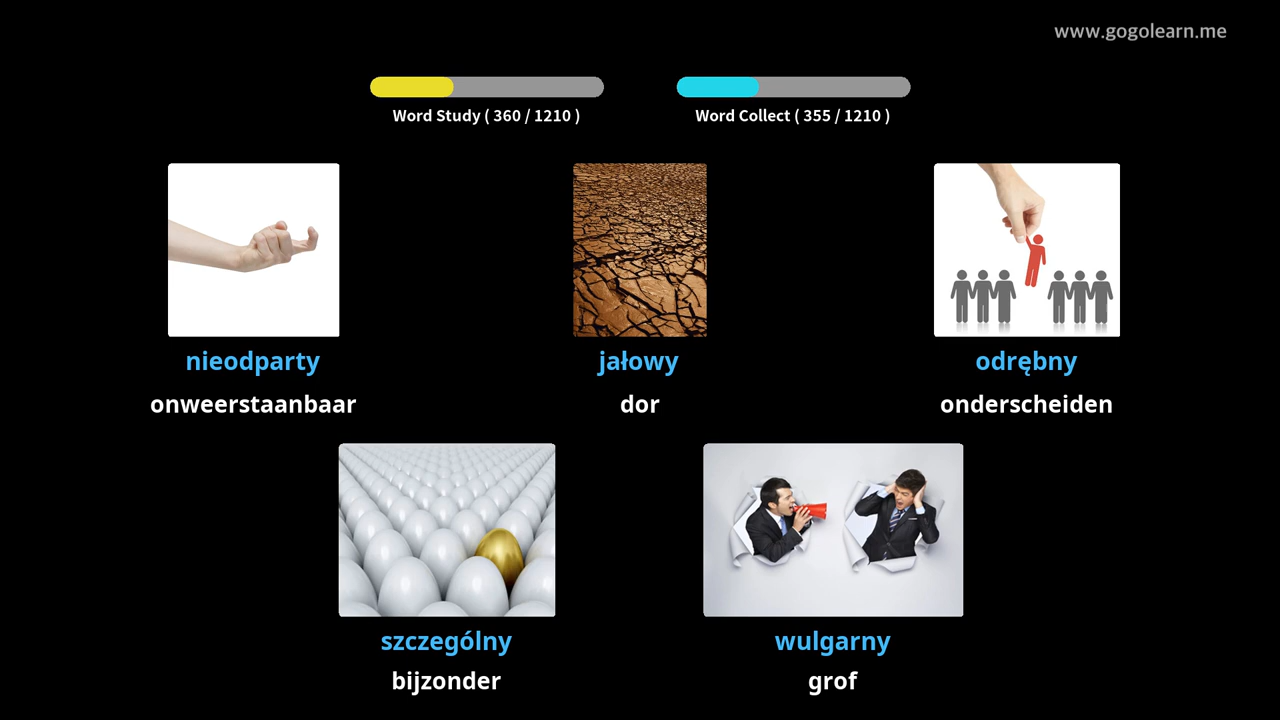 www.gogolearn.me
Word Study ( 360 / 1210 )
Word Collect ( 355 / 1210 )
nieodparty
jałowy
odrębny
onweerstaanbaar
dor
onderscheiden
szczególny
wulgarny
bijzonder
grof